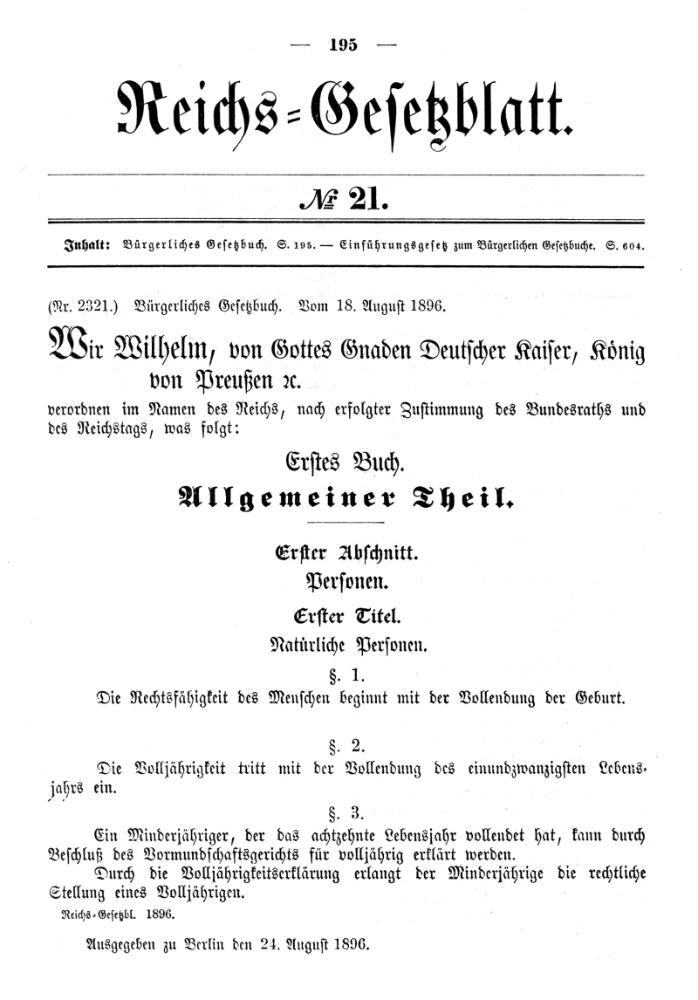 — 195 —
Reichs-Gesetzblatt.
№ 21.
Inhalt: Bürgerliches Gesetzbuch. S. 195. — Einführungsgesetz zum Bürgerlichen Gesetzbuche. S. 604.
(Nr. 2321.) Bürgerliches Gesetzbuch. Vom 18. August 1896.
Wir Wilhelm, von Gottes Gnaden Deutscher Kaiser, König
von Preußen ꝛc.
verordnen im Namen des Reichs, nach erfolgter Zustimmung des Bundesraths und
des Reichstags, was folgt:
Erstes Buch.
Allgemeiner Theil.
Erster Abschnitt.
Personen.
Erster Titel.
Natürliche Personen.
§. 1.
Die Rechtsfähigkeit des Menschen beginnt mit der Vollendung der Geburt.
§. 2.
Die Volljährigkeit tritt mit der Vollendung des einundzwanzigsten Lebens-
jahrs ein.
§. 3.
Ein Minderjähriger, der das achtzehnte Lebensjahr vollendet hat, kann durch
Beschluß des Vormundschaftsgerichts für volljährig erklärt werden.
Durch die Volljährigkeitserklärung erlangt der Minderjährige die rechtliche
Stellung eines Volljährigen.
Reichs-Gesetzbl. 1896.
Ausgegeben zu Berlin den 24. August 1896.